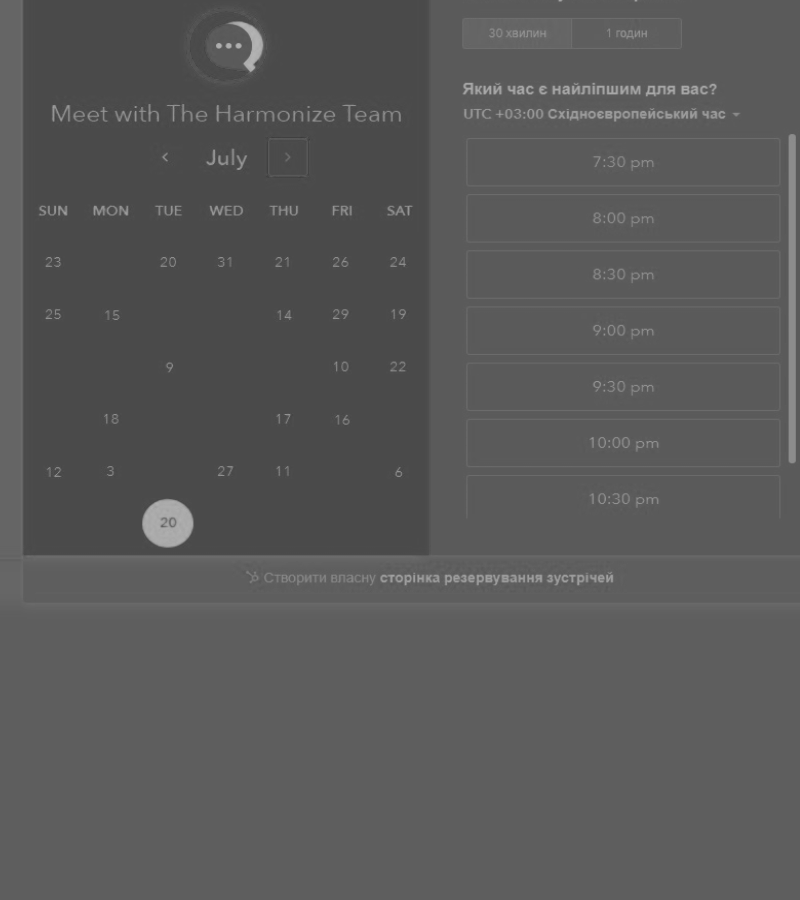 30 хвилин 1 годин
Meet with The Harmonize Team
July
SUN MON TUE WED THU FRI SAT
23 20 31 21 26 24
25 15 14 29 19
9 10 22
18 17 16
12 3 27 11 6
20
Який час є найліпшим для вас?
UTC +03:00 Східноєвропейський час
7:30 pm
8:00 pm
8:30 pm
9:00 pm
9:30 pm
10:00 pm
10:30 pm
Створити власну сторінка резервування зустрічей